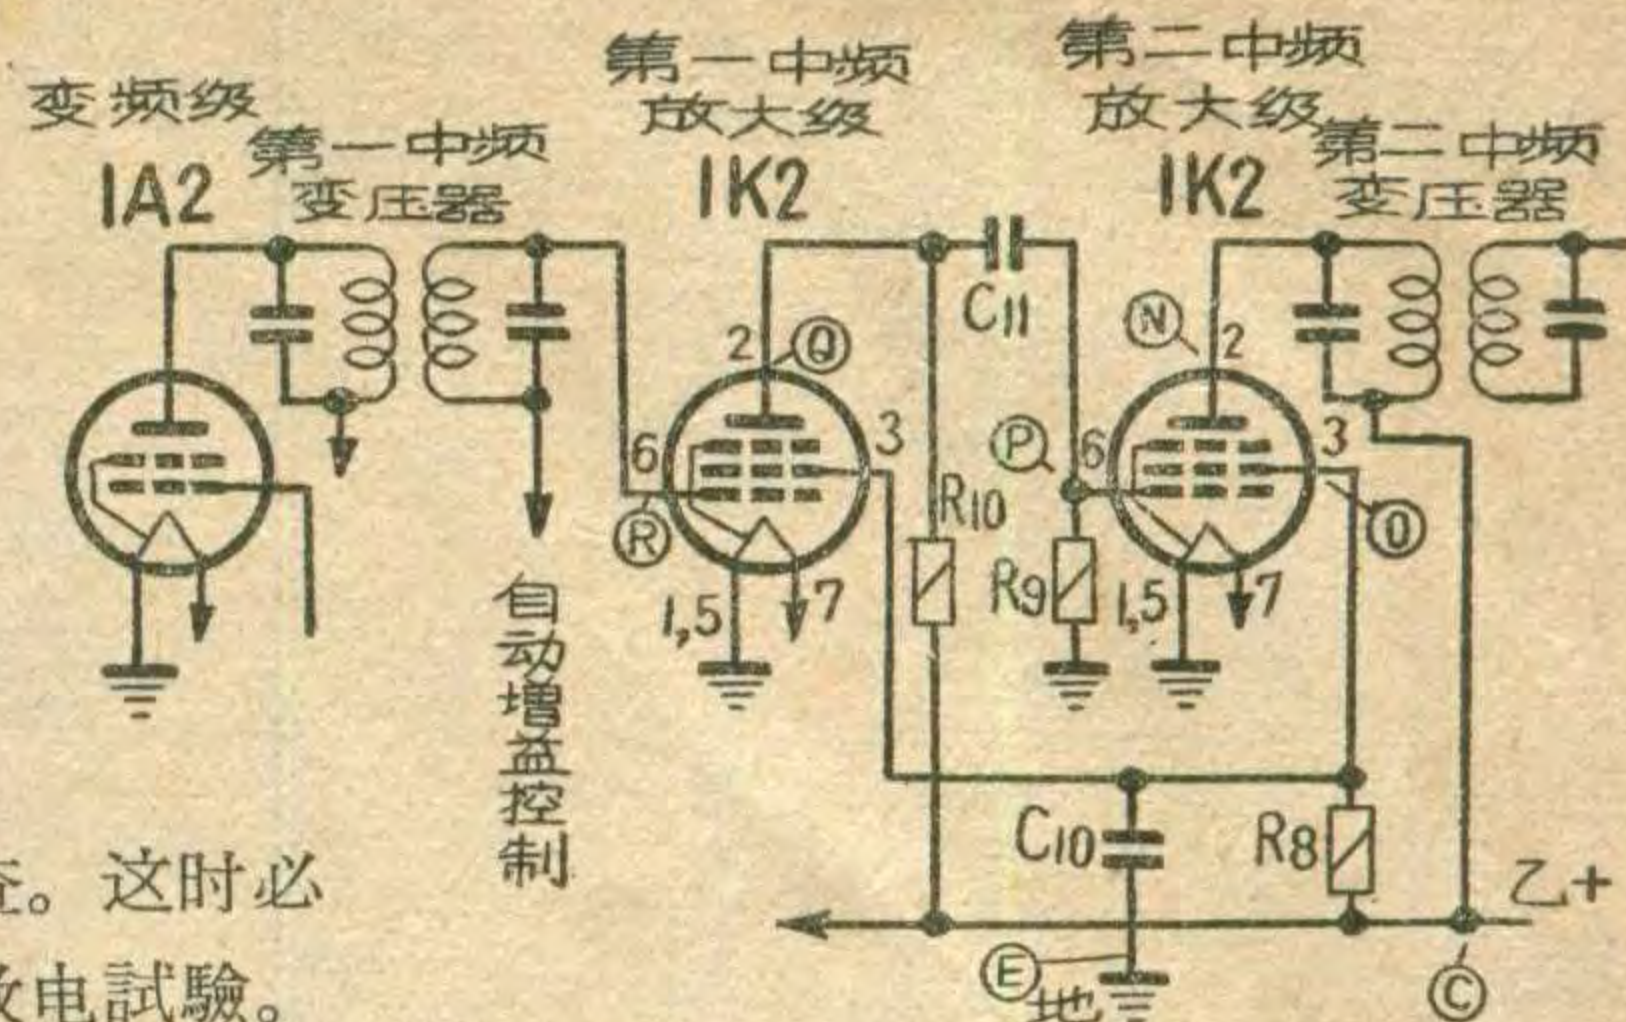 变频级
1A2
第一中频
变压器
第一中频
放大级
1K2
第二中频
放大级
1K2
第二中频
变压器
C11
2
Q
N
2
6
3
P
6
3
R
R10
O
1,5
7
R9
1,5
7
自动增益控制
C10
R8
乙+
E
地
C
这时必
电試驗。